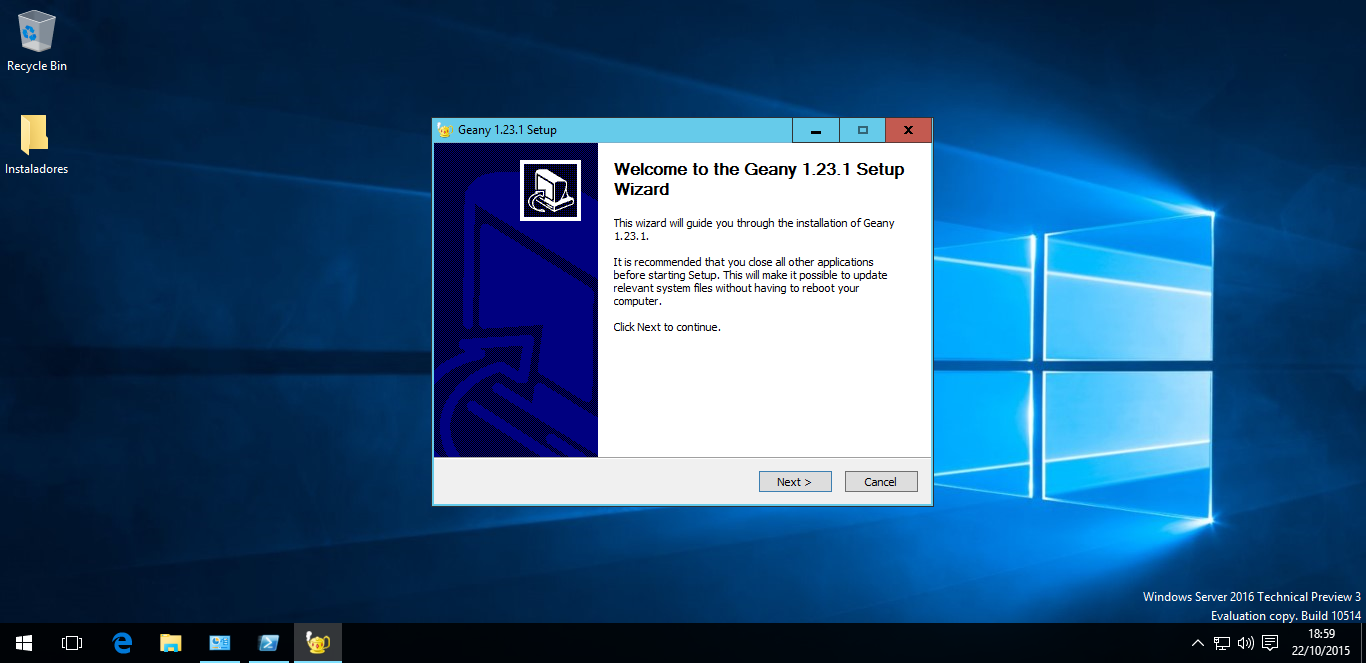 Recycle Bin
Instaladores
Geany 1.23.1 Setup
Welcome to the Geany 1.23.1 Setup
Wizard
This wizard will guide you through the installation of Geany
1.23.1.
It is recommended that you close all other applications
before starting Setup. This will make it possible to update
relevant system files without having to reboot your
computer.
Click Next to continue.
Next >
Cancel
Windows Server 2016 Technical Preview 3
Evaluation copy. Build 10514
18:59
22/10/2015